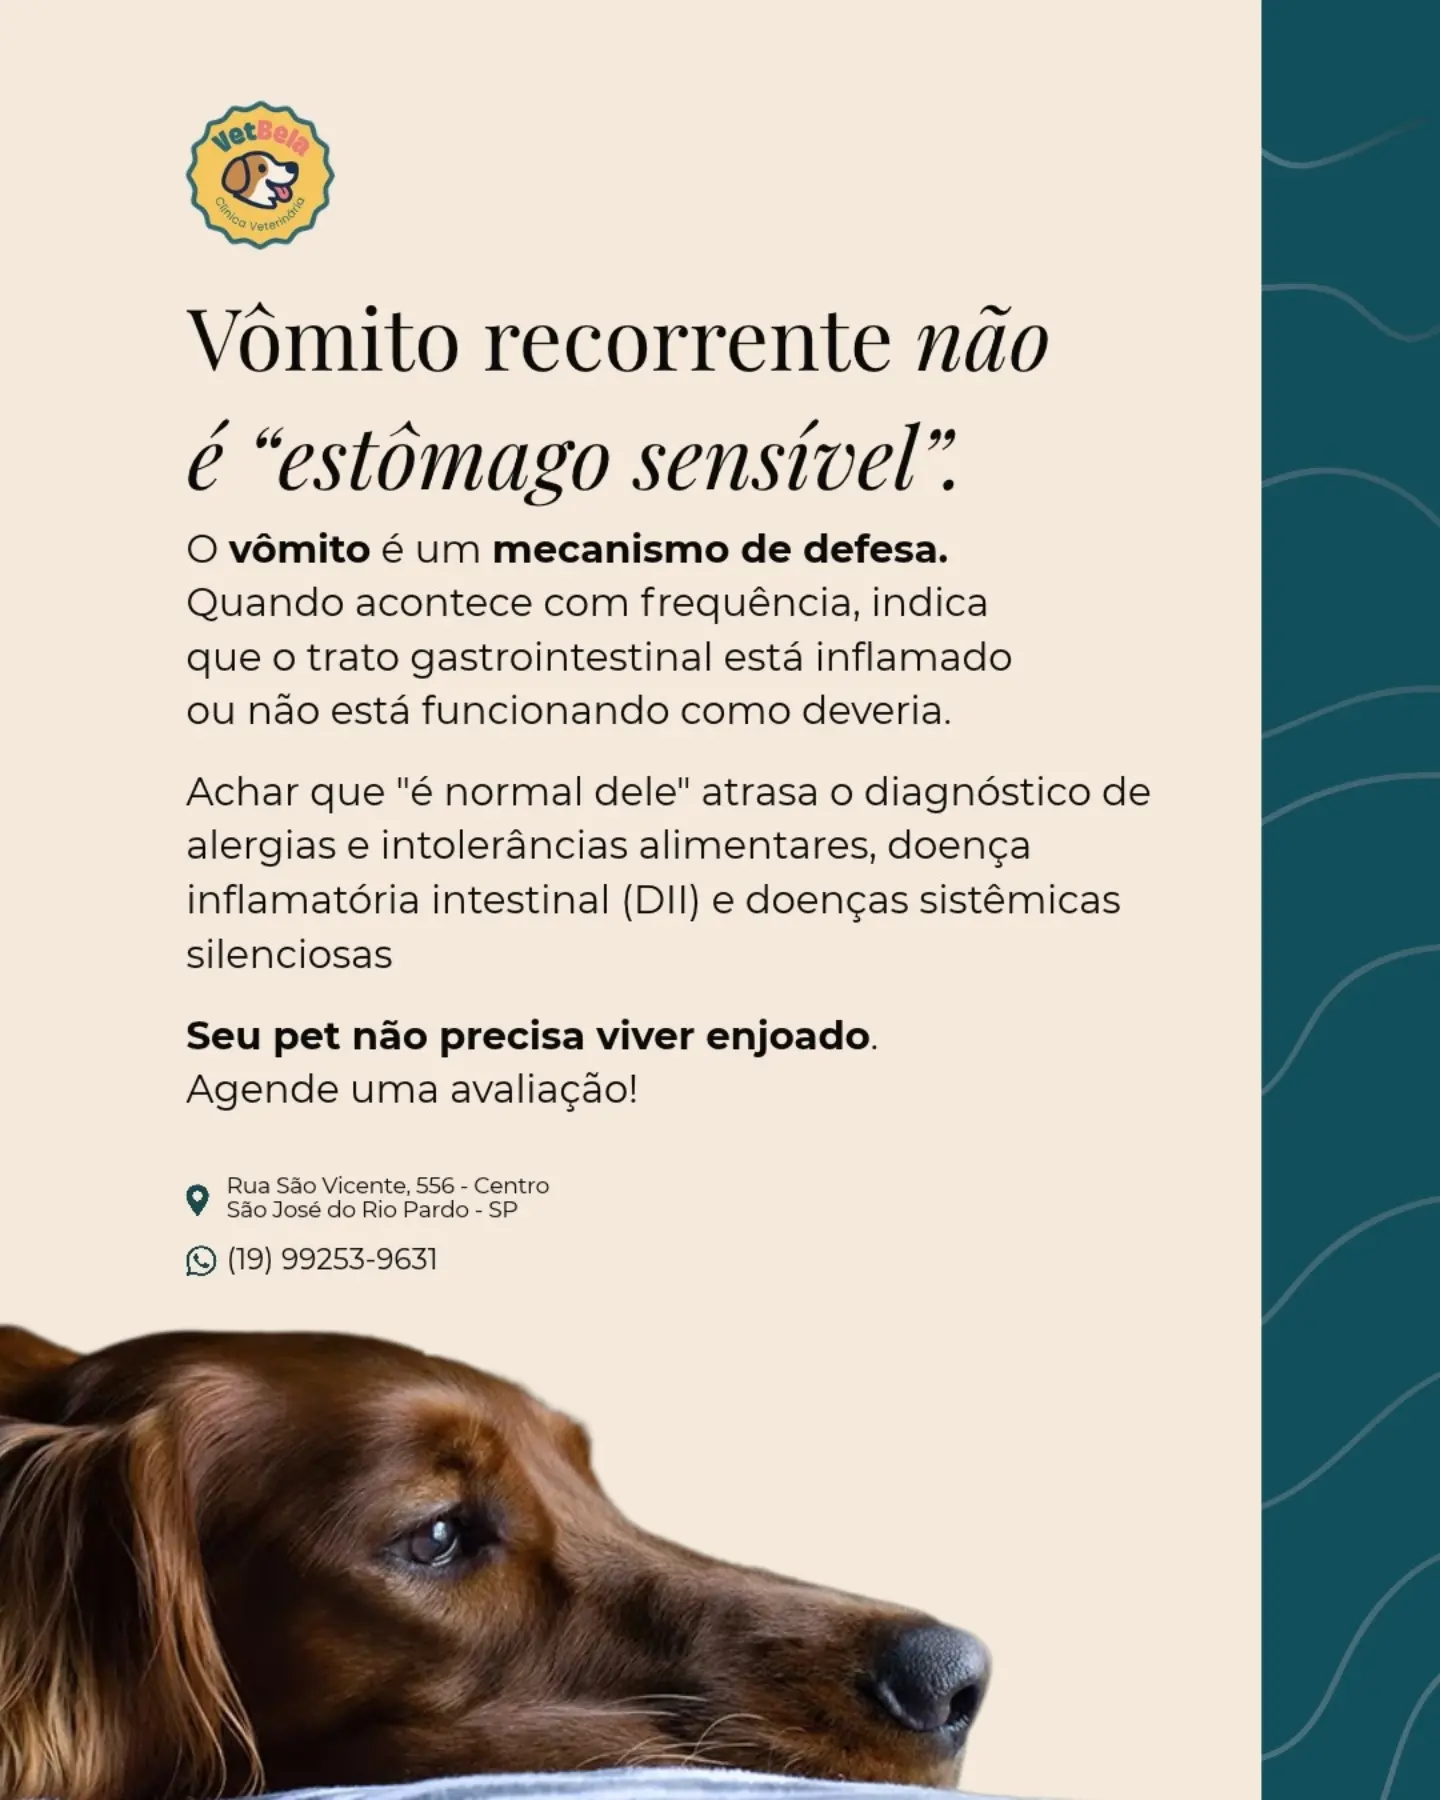 VetBela
Clínica Veterinária
Vômito recorrente não
é “estômago sensível”.
O vômito é um mecanismo de defesa.
Quando acontece com frequência, indica
que o trato gastrointestinal está inflamado
ou não está funcionando como deveria.
Achar que "é normal dele" atrasa o diagnóstico de
alergias e intolerâncias alimentares, doença
inflamatória intestinal (DII) e doenças sistêmicas
silenciosas
Seu pet não precisa viver enjoado.
Agende uma avaliação!
Rua São Vicente, 556 - Centro
São José do Rio Pardo - SP
(19) 99253-9631